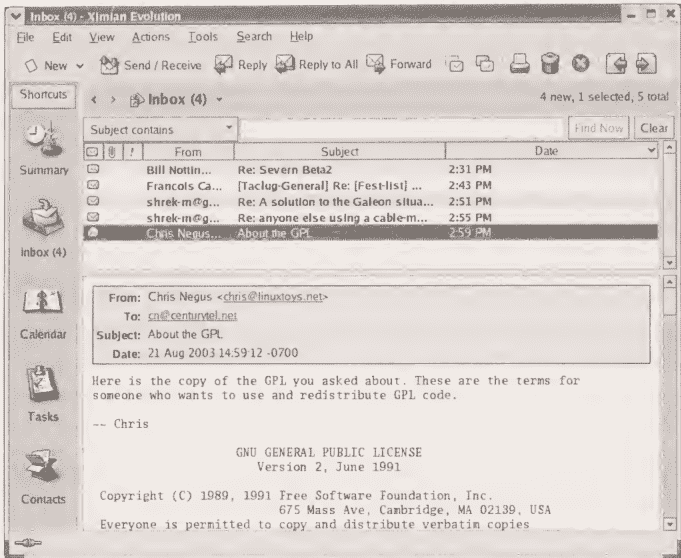 Inbox (4) - Ximian Evolution
File Edit View Actions Tools Search Help
New Send / Receive Reply Reply to All Forward
Shortcuts
Inbox (4)
4 new, 1 selected, 5 total
Subject contains
Find Now Clear
! From Subject Date
Bill Nottin... Re: Severn Beta2 2:31 PM
Francois Ca... [Taclug-General] Re: [Fest-list] ... 2:43 PM
shrek-m@g... Re: A solution to the Galeon situa... 2:51 PM
shrek-m@g... Re: anyone else using a cable-m... 2:55 PM
Chris Negus... About the GPL 2:59 PM
Summary
Inbox (4)
Calendar
Tasks
Contacts
From: Chris Negus <chris@linuxtoys.net>
To: cn@centurytel.net
Subject: About the GPL
Date: 21 Aug 2003 14:59:12 -0700
Here is the copy of the GPL you asked about. These are the terms for
someone who wants to use and redistribute GPL code.
-- Chris
GNU GENERAL PUBLIC LICENSE
Version 2, June 1991
Copyright (C) 1989, 1991 Free Software Foundation, Inc.
675 Mass Ave, Cambridge, MA 02139, USA
Everyone is permitted to copy and distribute verbatim copies